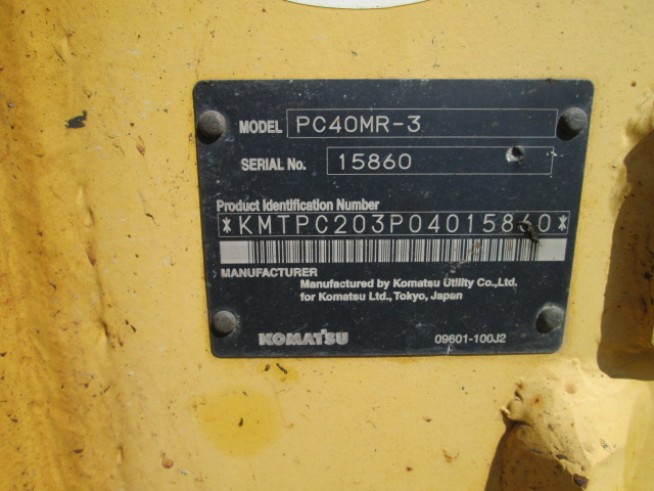 MODEL PC40MR-3
SERIAL No. 15860
Product Identification Number
*KMTPC203P04015860*
MANUFACTURER
Manufactured by Komatsu Utility Co.,Ltd.
for Komatsu Ltd., Tokyo, Japan
KOMATSU 09601-100J2